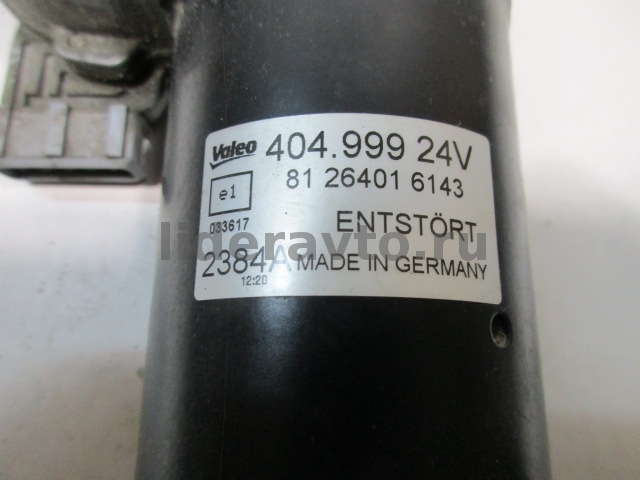 Valeo 404.999 24V
81 26401 6143
e1
033617
ENTSTÖRT
lideravto.ru
2384A MADE IN GERMANY
12:20